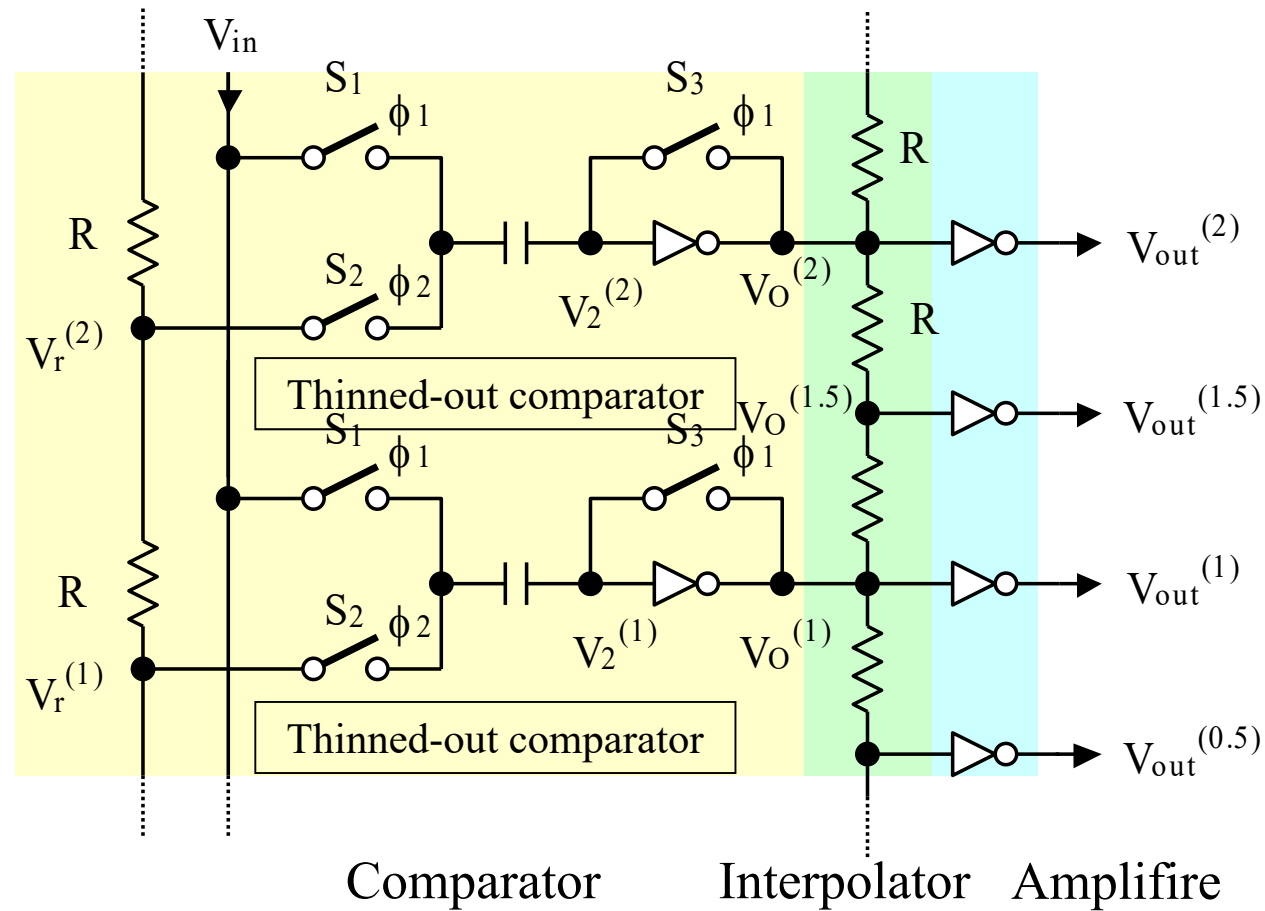 Vin
S1
ϕ1
S3
ϕ1
R
R
S2
ϕ2
V2(2)
VO(2)
Vout(2)
Vr(2)
R
Thinned-out comparator
VO(1.5)
Vout(1.5)
S1
ϕ1
S3
ϕ1
R
S2
ϕ2
V2(1)
VO(1)
Vout(1)
Vr(1)
Thinned-out comparator
Vout(0.5)
Comparator Interpolator Amplifire